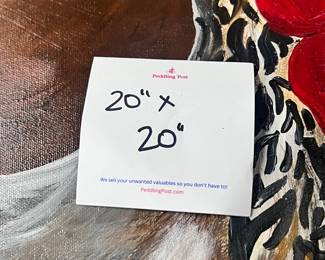 Peddling Post
20" x
20"
We sell your unwanted valuables so you don't have to!
PeddlingPost.com